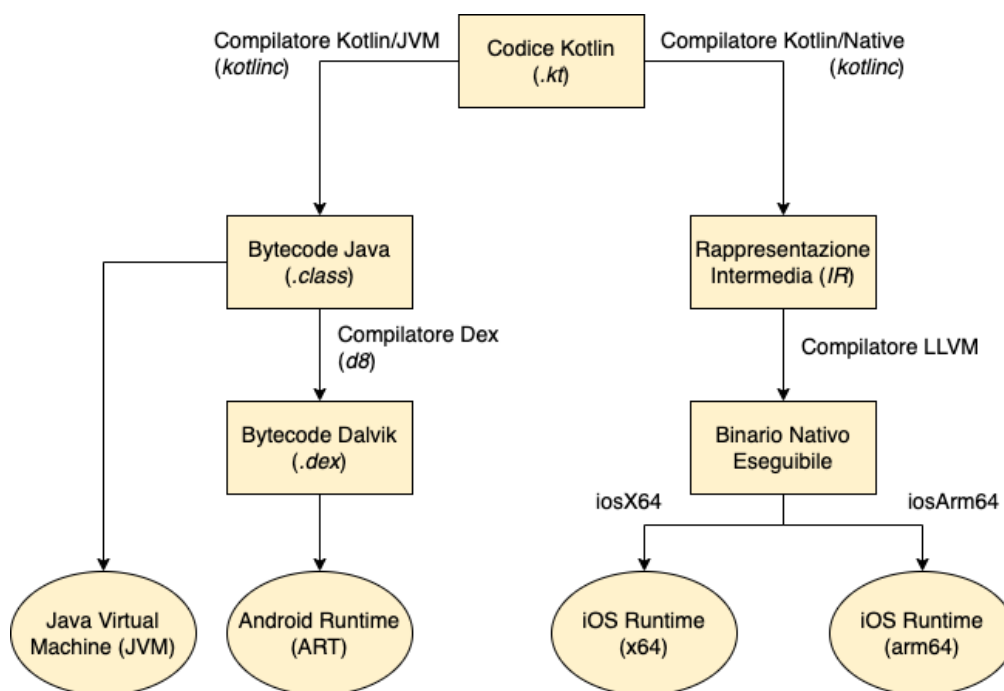 Compilatore Kotlin/JVM
(kotlinc)
Codice Kotlin
(.kt)
Compilatore Kotlin/Native
(kotlinc)
Bytecode Java
(.class)
Rappresentazione
Intermedia (IR)
Compilatore Dex
(d8)
Compilatore LLVM
Bytecode Dalvik
(.dex)
Binario Nativo
Eseguibile
iosX64
iosArm64
Java Virtual
Machine (JVM)
Android Runtime
(ART)
iOS Runtime
(x64)
iOS Runtime
(arm64)